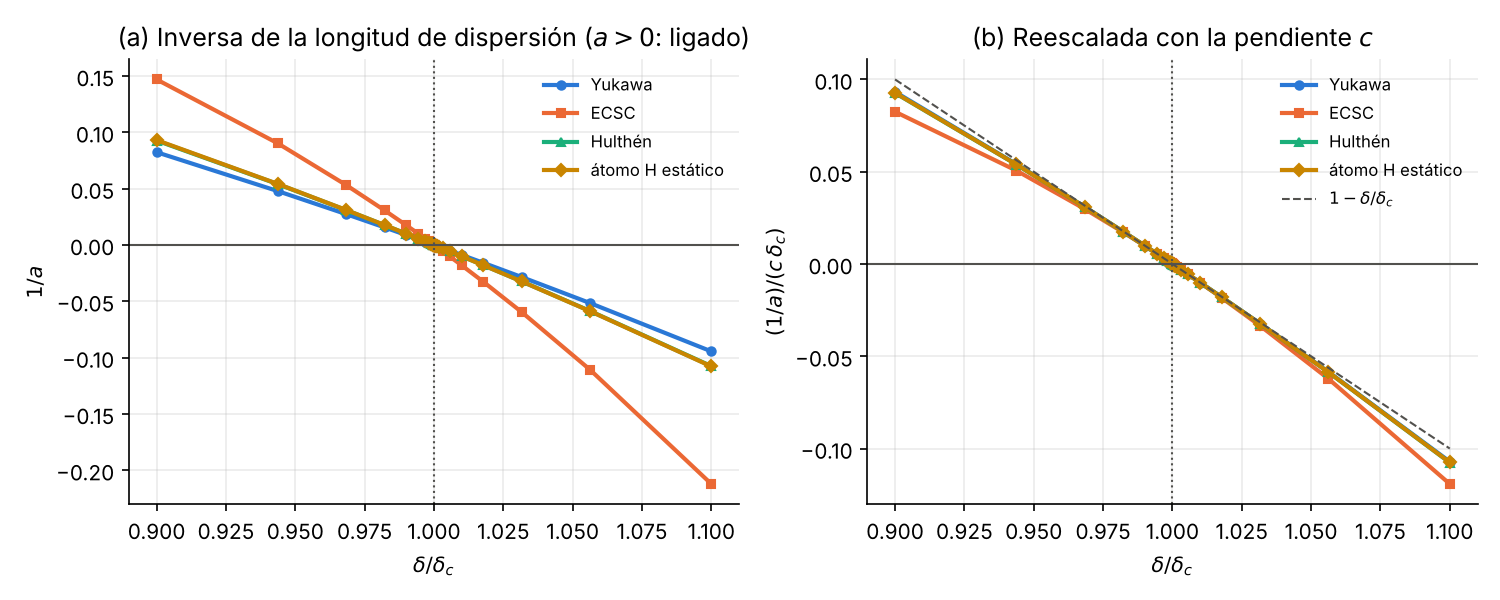 (a) Inversa de la longitud de dispersión (a > 0: ligado)
0.15
0.10
0.05
0.00
−0.05
−0.10
−0.15
−0.20
1/a
Yukawa
ECSC
Hulthén
átomo H estático
0.900 0.925 0.950 0.975 1.000 1.025 1.050 1.075 1.100
δ/δc
(b) Reescalada con la pendiente c
0.10
0.05
0.00
−0.05
−0.10
(1/a)/(c δc)
Yukawa
ECSC
Hulthén
átomo H estático
1 − δ/δc
0.900 0.925 0.950 0.975 1.000 1.025 1.050 1.075 1.100
δ/δc